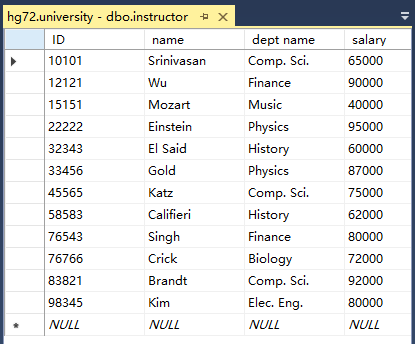 hg72.university - dbo.instructor
ID name dept name salary
10101 Srinivasan Comp. Sci. 65000
12121 Wu Finance 90000
15151 Mozart Music 40000
22222 Einstein Physics 95000
32343 El Said History 60000
33456 Gold Physics 87000
45565 Katz Comp. Sci. 75000
58583 Califieri History 62000
76543 Singh Finance 80000
76766 Crick Biology 72000
83821 Brandt Comp. Sci. 92000
98345 Kim Elec. Eng. 80000
NULL NULL NULL NULL